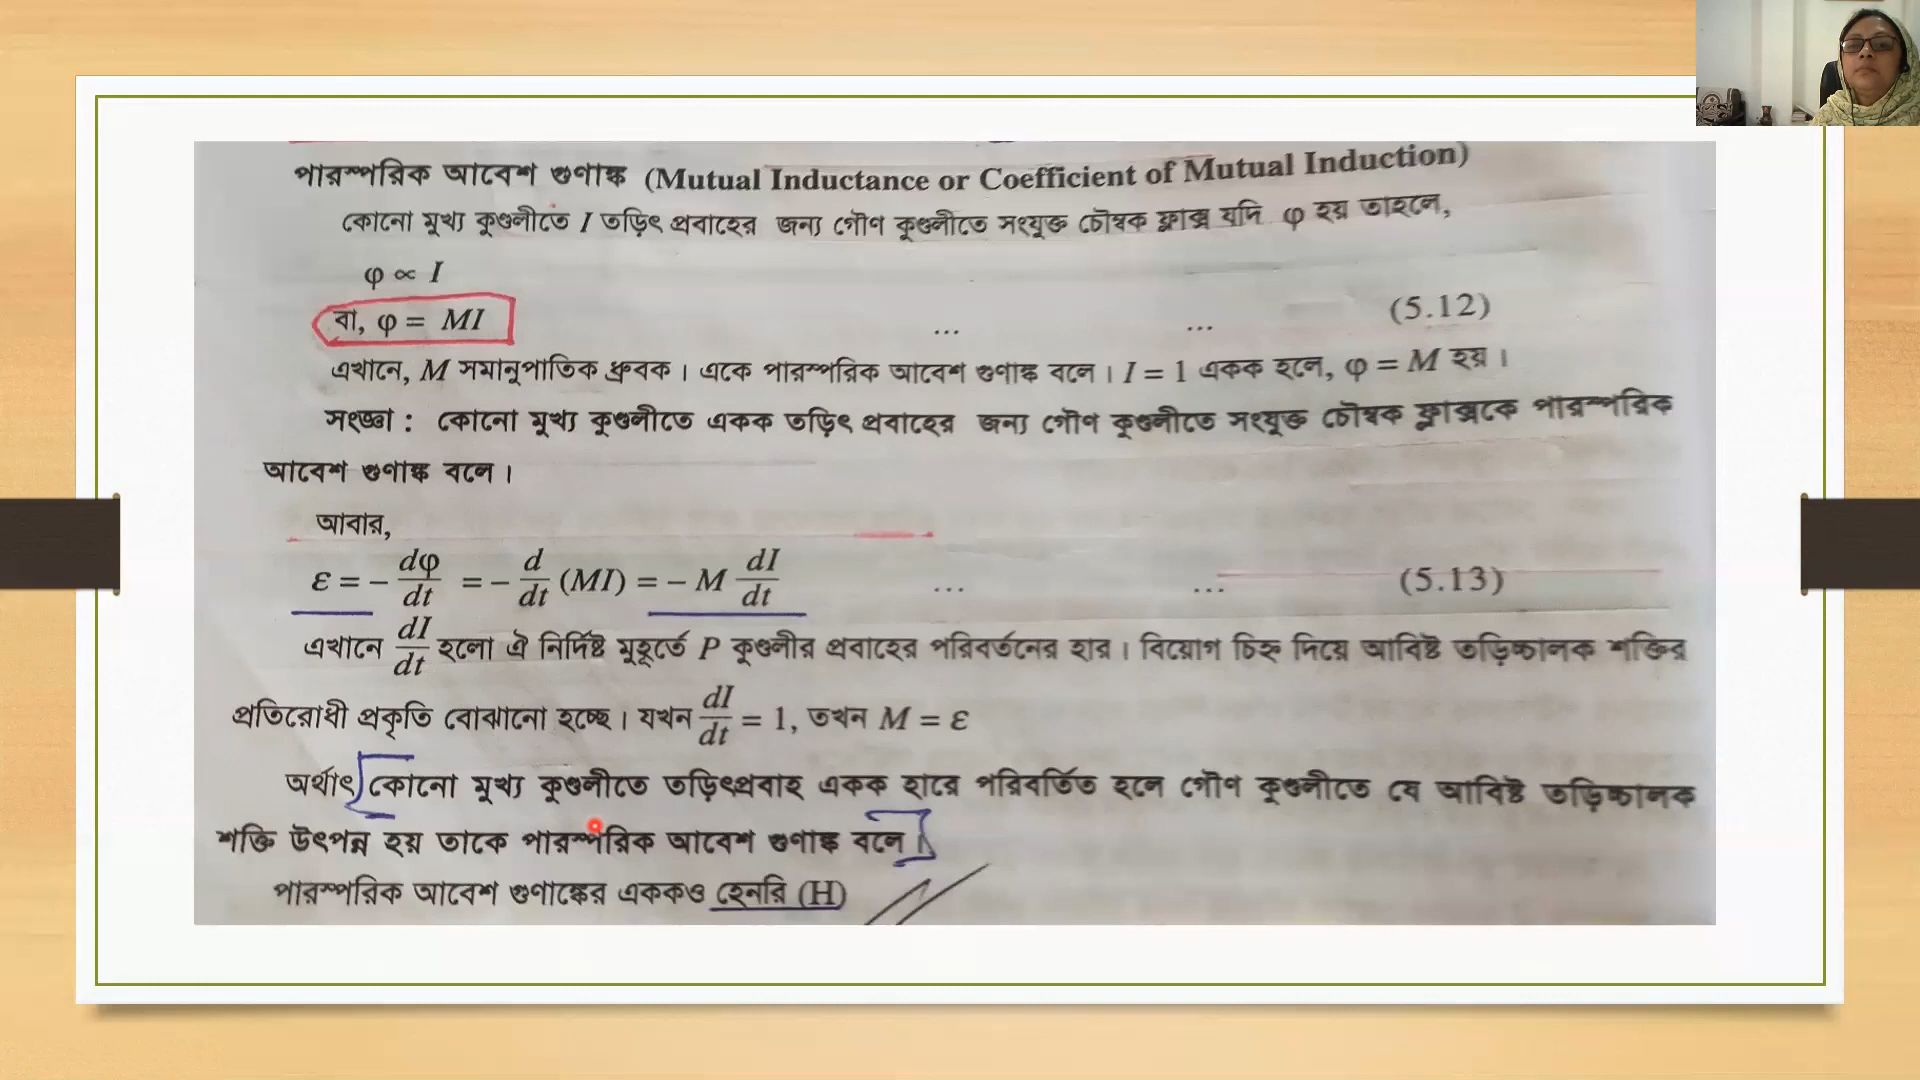 পারস্পরিক আবেশ গুণাঙ্ক (Mutual Inductance or Coefficient of Mutual Induction)
কোনো মুখ্য কুণ্ডলীতে I তড়িৎ প্রবাহের জন্য গৌণ কুণ্ডলীতে সংযুক্ত চৌম্বক ফ্লাক্স যদি φ হয় তাহলে,
φ ∝ I
বা, φ = MI ... ... (5.12)
এখানে, M সমানুপাতিক ধ্রুবক। একে পারস্পরিক আবেশ গুণাঙ্ক বলে। I = 1 একক হলে, φ = M হয়।
সংজ্ঞা : কোনো মুখ্য কুণ্ডলীতে একক তড়িৎ প্রবাহের জন্য গৌণ কুণ্ডলীতে সংযুক্ত চৌম্বক ফ্লাক্সকে পারস্পরিক
আবেশ গুণাঙ্ক বলে।
আবার,
ε = − dφ/dt = − d/dt (MI) = − M dI/dt ... ... (5.13)
এখানে dI/dt হলো ঐ নির্দিষ্ট মুহূর্তে P কুণ্ডলীর প্রবাহের পরিবর্তনের হার। বিয়োগ চিহ্ন দিয়ে আবিষ্ট তড়িচ্চালক শক্তির
প্রতিরোধী প্রকৃতি বোঝানো হচ্ছে। যখন dI/dt = 1, তখন M = ε
অর্থাৎ কোনো মুখ্য কুণ্ডলীতে তড়িৎপ্রবাহ একক হারে পরিবর্তিত হলে গৌণ কুণ্ডলীতে যে আবিষ্ট তড়িচ্চালক
শক্তি উৎপন্ন হয় তাকে পারস্পরিক আবেশ গুণাঙ্ক বলে।
পারস্পরিক আবেশ গুণাঙ্কের এককও হেনরি (H)